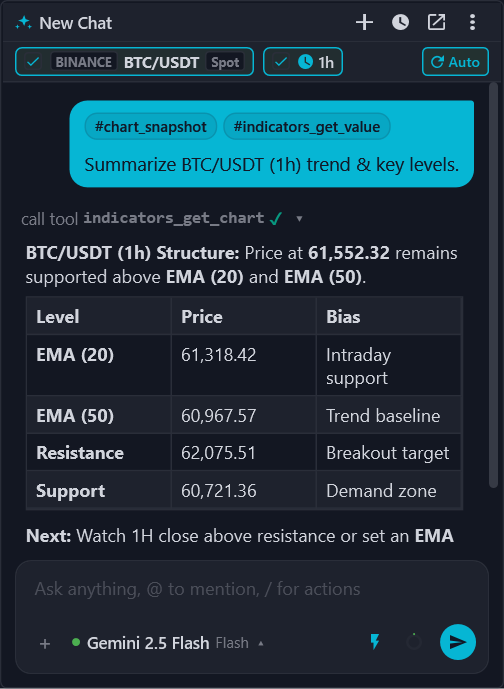 New Chat
BINANCE BTC/USDT Spot 1h Auto
#chart_snapshot #indicators_get_value
Summarize BTC/USDT (1h) trend & key levels.
call tool indicators_get_chart ✓ ▾
BTC/USDT (1h) Structure: Price at 61,552.32 remains
supported above EMA (20) and EMA (50).
Level Price Bias
EMA (20) 61,318.42 Intraday
support
EMA (50) 60,967.57 Trend baseline
Resistance 62,075.51 Breakout target
Support 60,721.36 Demand zone
Next: Watch 1H close above resistance or set an EMA
Ask anything, @ to mention, / for actions
+ Gemini 2.5 Flash Flash